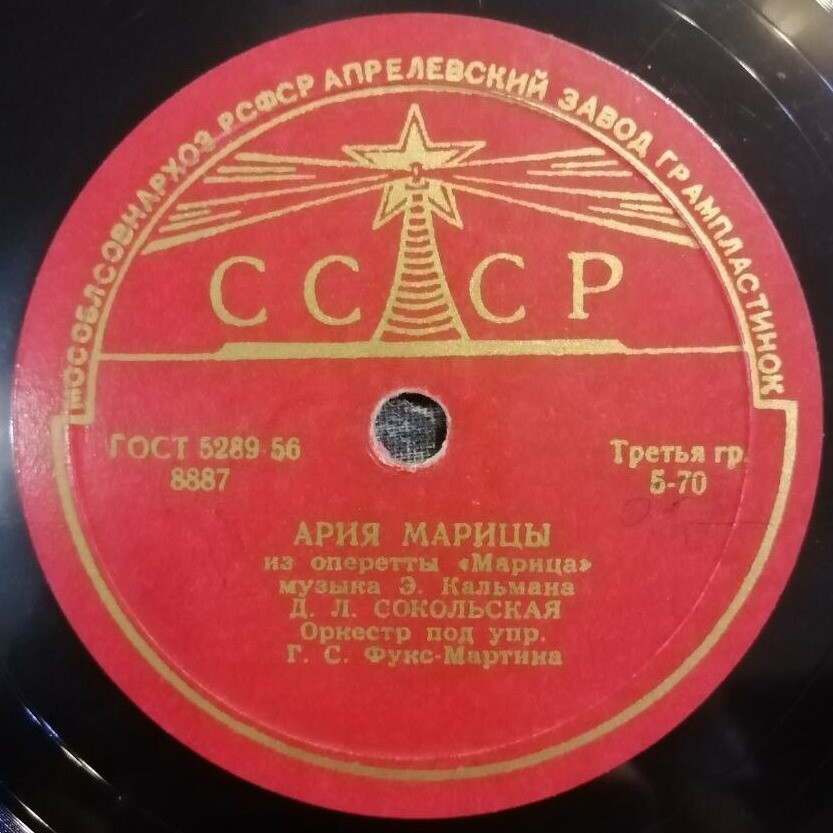 МОСОБЛСОВНАРХОЗ РСФСР АПРЕЛЕВСКИЙ ЗАВОД ГРАМПЛАСТИНОК
СССР
ГОСТ 5289-56
8887
Третья гр.
5-70
АРИЯ МАРИЦЫ
из оперетты «Марица»
музыка Э. Кальмана
Д. Л. СОКОЛЬСКАЯ
Оркестр под упр.
Г. С. Фукс-Мартина